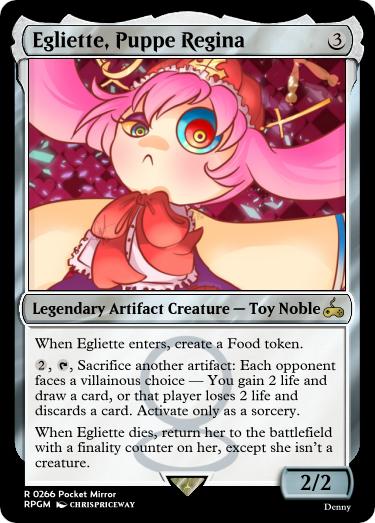 Egliette, Puppe Regina 3
Legendary Artifact Creature — Toy Noble
When Egliette enters, create a Food token.
2, T, Sacrifice another artifact: Each opponent
faces a villainous choice — You gain 2 life and
draw a card, or that player loses 2 life and
discards a card. Activate only as a sorcery.
When Egliette dies, return her to the battlefield
with a finality counter on her, except she isn't a
creature.
2/2
R 0266 Pocket Mirror
RPGM CHRISPRICEWAY
Denny